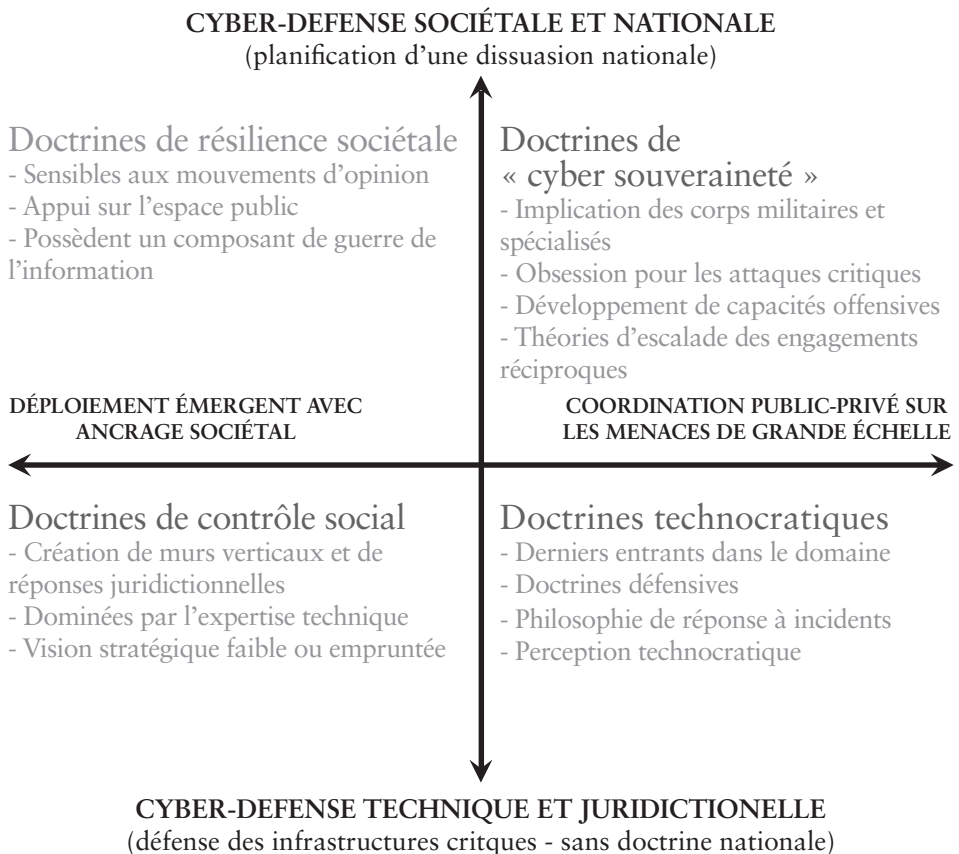 CYBER-DEFENSE SOCIÉTALE ET NATIONALE
(planification d’une dissuasion nationale)
Doctrines de résilience sociétale
- Sensibles aux mouvements d’opinion
- Appui sur l’espace public
- Possèdent un composant de guerre de
l’information
Doctrines de
« cyber souveraineté »
- Implication des corps militaires et
spécialisés
- Obsession pour les attaques critiques
- Développement de capacités offensives
- Théories d’escalade des engagements
réciproques
DÉPLOIEMENT ÉMERGENT AVEC
ANCRAGE SOCIÉTAL
COORDINATION PUBLIC-PRIVÉ SUR
LES MENACES DE GRANDE ÉCHELLE
Doctrines de contrôle social
- Création de murs verticaux et de
réponses juridictionnelles
- Dominées par l’expertise technique
- Vision stratégique faible ou empruntée
Doctrines technocratiques
- Derniers entrants dans le domaine
- Doctrines défensives
- Philosophie de réponse à incidents
- Perception technocratique
CYBER-DEFENSE TECHNIQUE ET JURIDICTIONELLE
(défense des infrastructures critques - sans doctrine nationale)